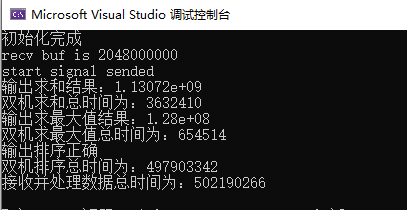 Microsoft Visual Studio 调试控制台
初始化完成
recv buf is 2048000000
start signal sended
输出求和结果：1.13072e+09
双机求和总时间为：3632410
输出求最大值结果：1.28e+08
双机求最大值总时间为：654514
输出排序正确
双机排序总时间为：497903342
接收并处理数据总时间为：502190266